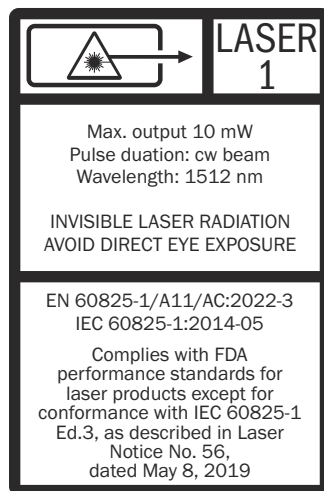 LASER
1
Max. output 10 mW
Pulse duation: cw beam
Wavelength: 1512 nm
INVISIBLE LASER RADIATION
AVOID DIRECT EYE EXPOSURE
EN 60825-1/A11/AC:2022-3
IEC 60825-1:2014-05
Complies with FDA
performance standards for
laser products except for
conformance with IEC 60825-1
Ed.3, as described in Laser
Notice No. 56,
dated May 8, 2019